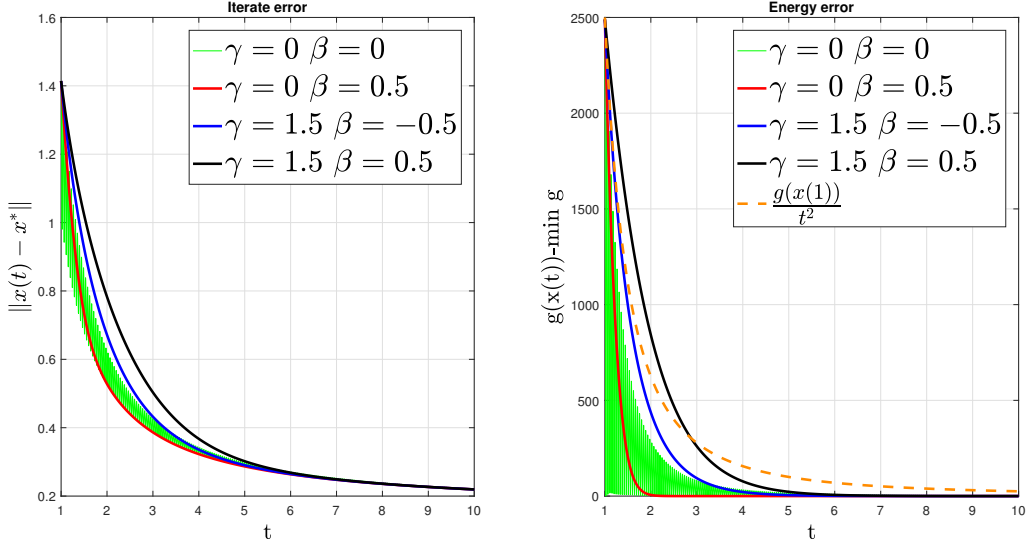 Iterate error
1.6
1.4
1.2
1
0.8
0.6
0.4
0.2
1 2 3 4 5 6 7 8 9 10
t
‖x(t) − x*‖
γ = 0 β = 0
γ = 0 β = 0.5
γ = 1.5 β = −0.5
γ = 1.5 β = 0.5
Energy error
2500
2000
1500
1000
500
0
1 2 3 4 5 6 7 8 9 10
t
g(x(t))-min g
γ = 0 β = 0
γ = 0 β = 0.5
γ = 1.5 β = −0.5
γ = 1.5 β = 0.5
g(x(1))
t²